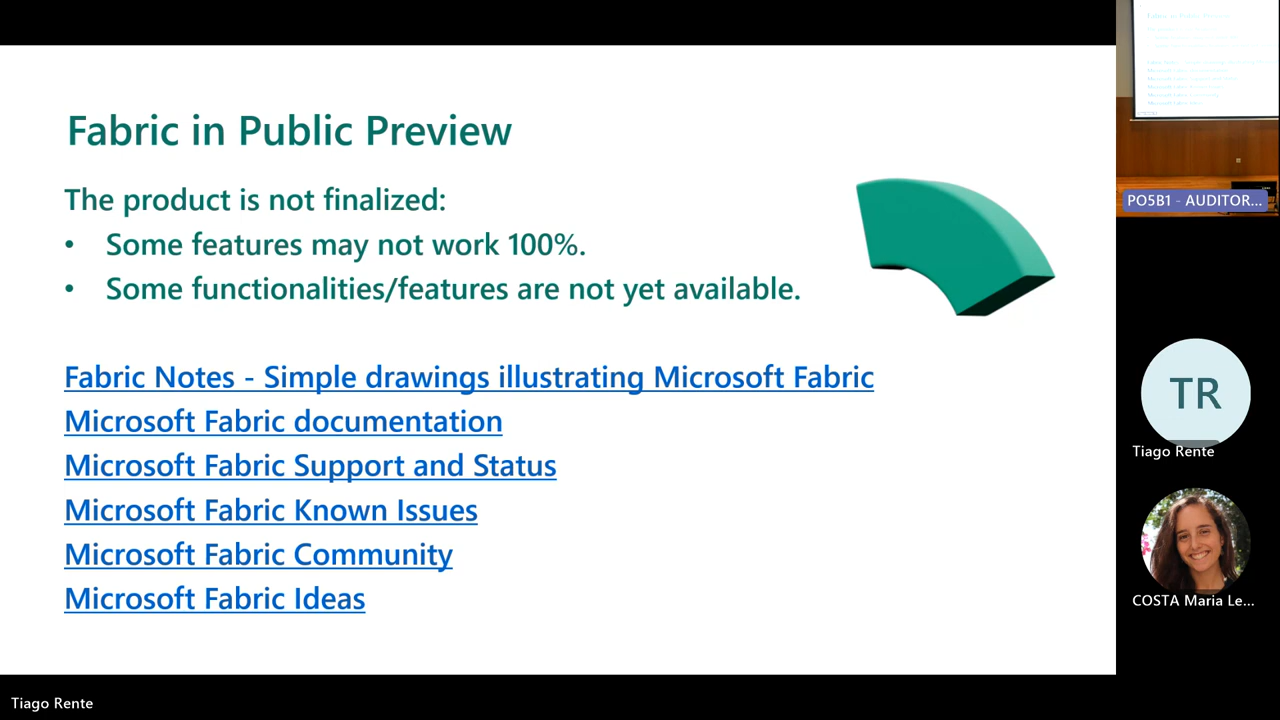 Fabric in Public Preview
The product is not finalized:
• Some features may not work 100%.
• Some functionalities/features are not yet available.
Fabric Notes - Simple drawings illustrating Microsoft Fabric
Microsoft Fabric documentation
Microsoft Fabric Support and Status
Microsoft Fabric Known Issues
Microsoft Fabric Community
Microsoft Fabric Ideas
PO5B1 - AUDITOR...
TR
Tiago Rente
COSTA Maria Le...
Tiago Rente